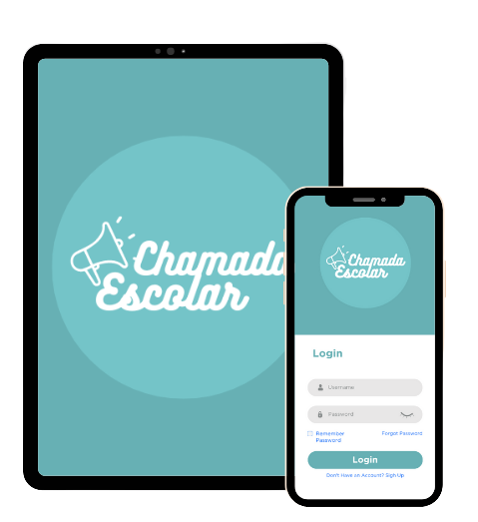 Chamada
Escolar
Chamada
Escolar
Login
Username
Password
Remember
Password
Forgot Password
Login
Don't Have an Account? Sign Up